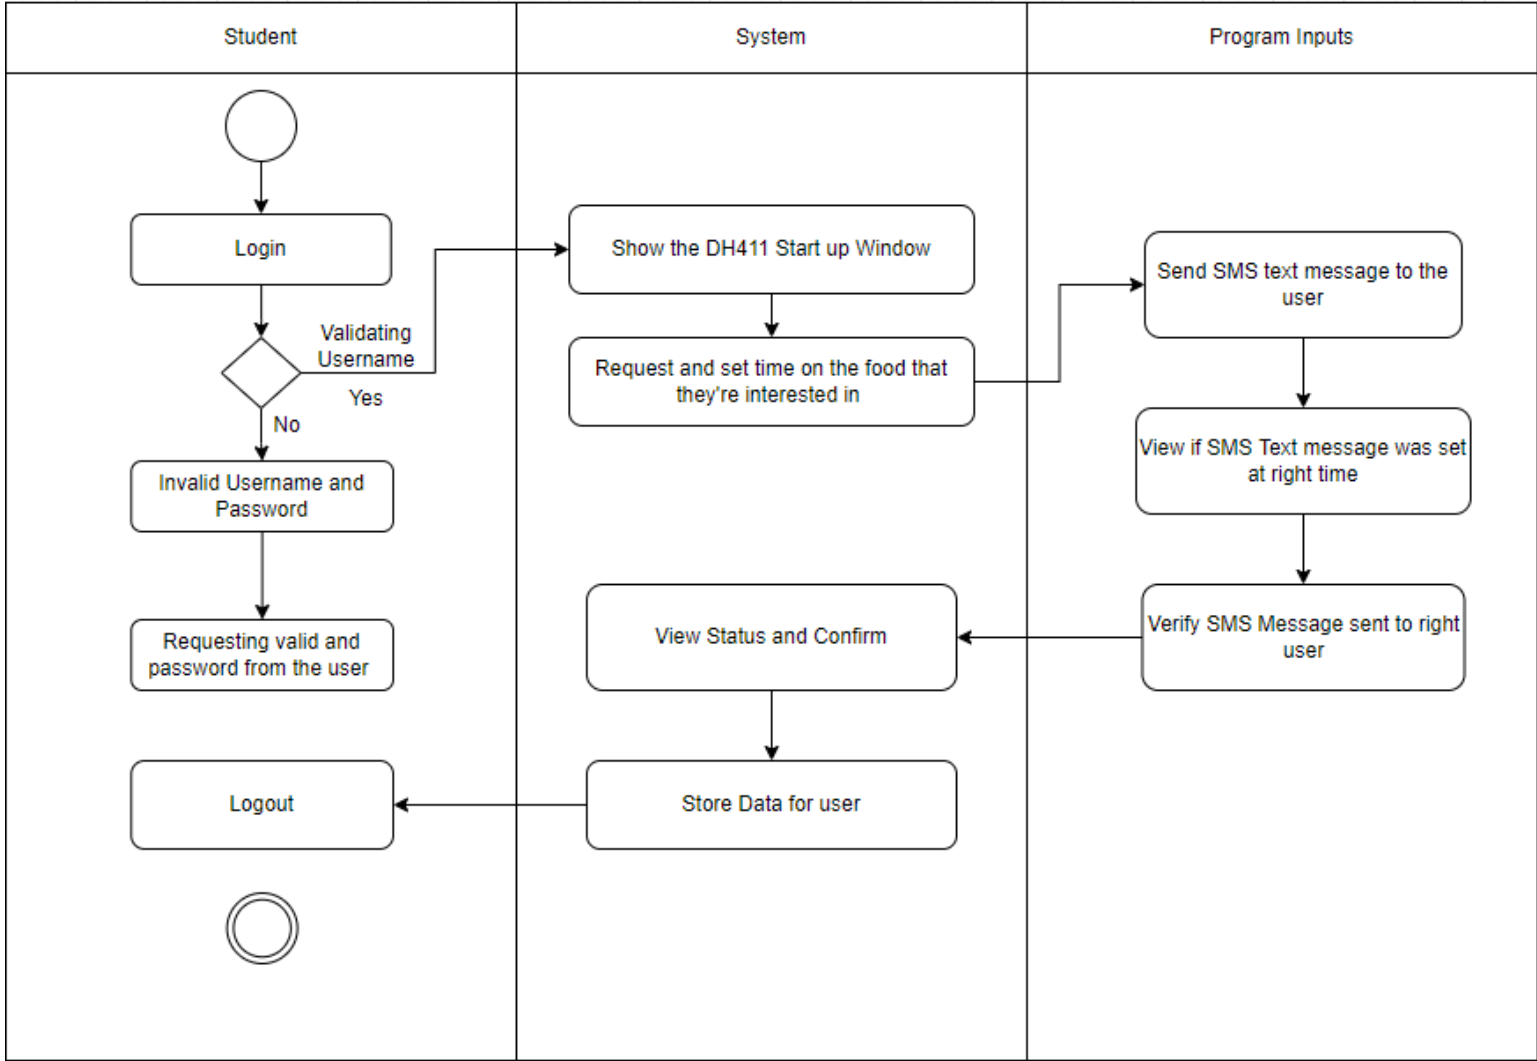 Student
System
Program Inputs
Login
Validating
Username
Yes
No
Invalid Username and
Password
Requesting valid and
password from the user
Logout
Show the DH411 Start up Window
Request and set time on the food that
they're interested in
Send SMS text message to the
user
View if SMS Text message was set
at right time
Verify SMS Message sent to right
user
View Status and Confirm
Store Data for user